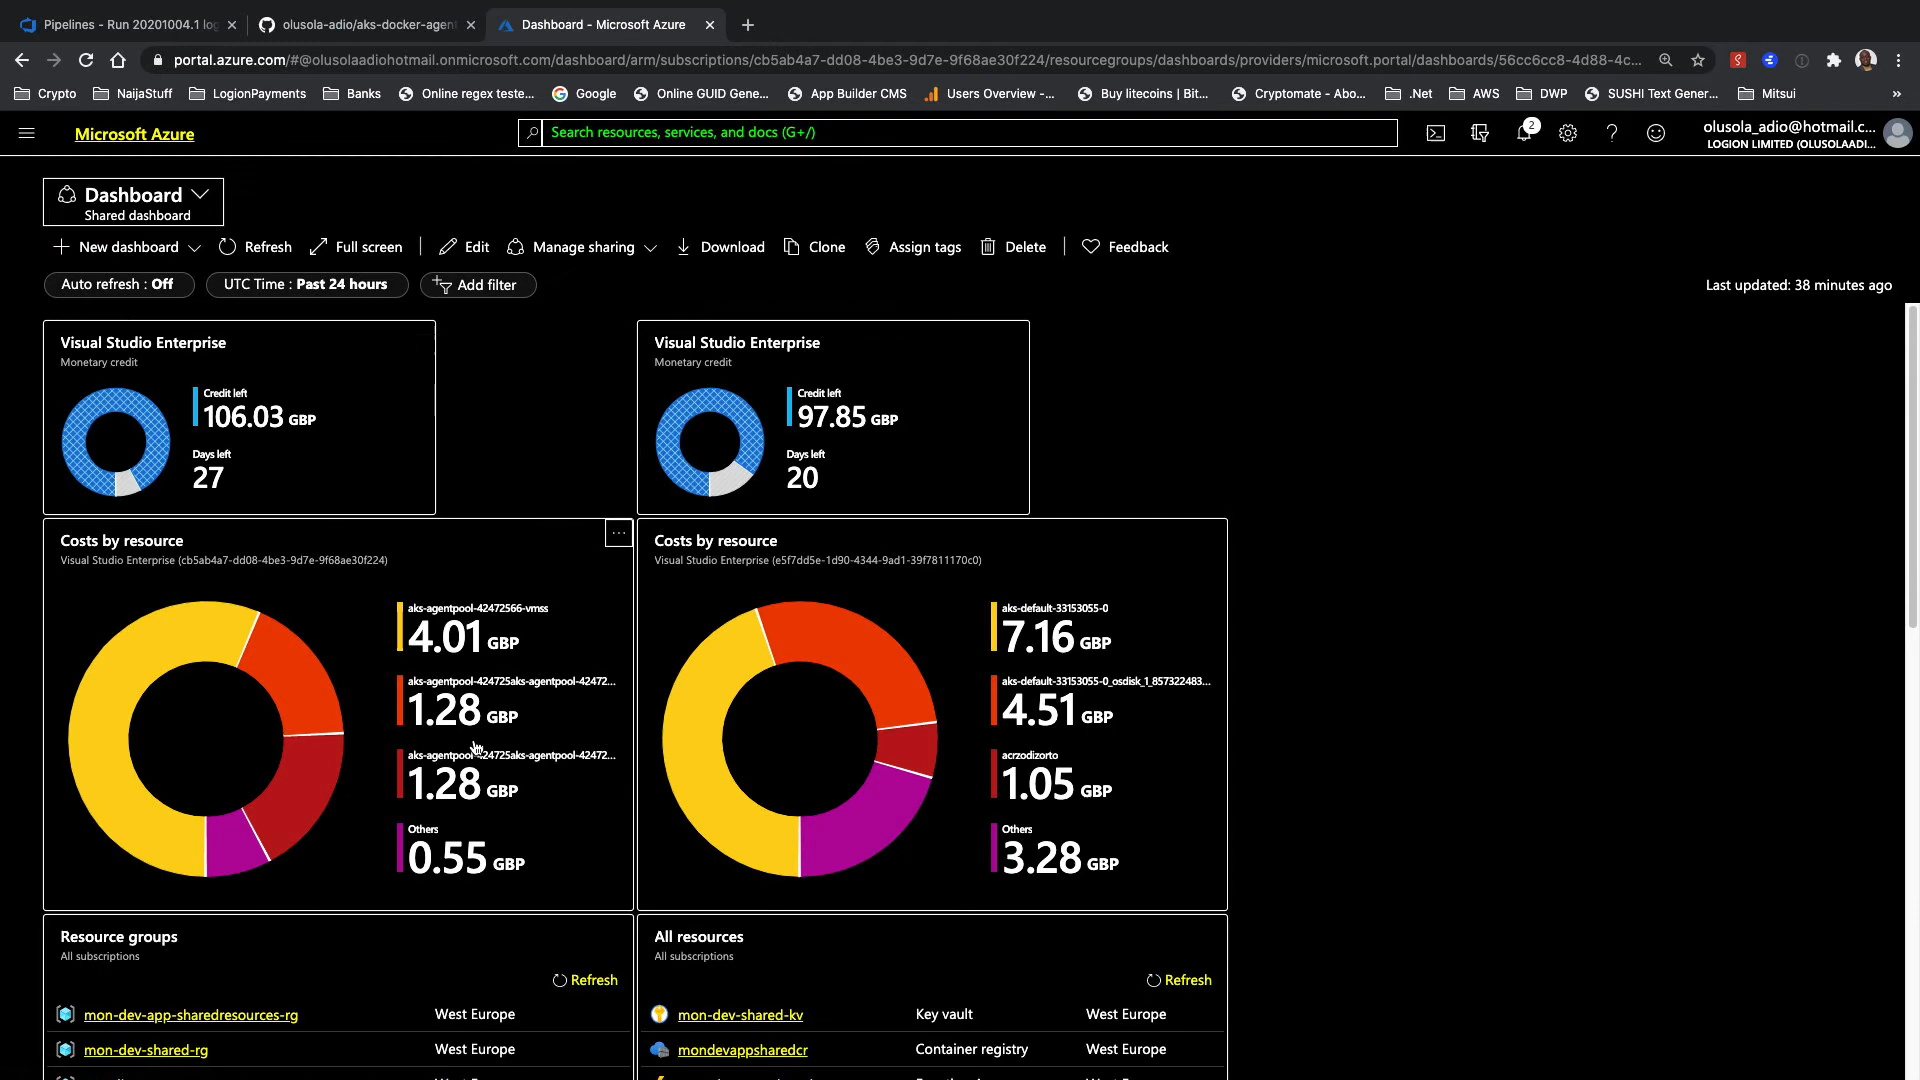 Pipelines - Run 20201004.1 log
olusola-adio/aks-docker-agent
Dashboard - Microsoft Azure
portal.azure.com/#@olusolaadiohotmail.onmicrosoft.com/dashboard/arm/subscriptions/cb5ab4a7-dd08-4be3-9d7e-9f68ae30f224/resourcegroups/dashboards/providers/microsoft.portal/dashboards/56cc6cc8-4d88-4c...
Crypto NaijaStuff LogionPayments Banks Online regex teste... Google Online GUID Gene... App Builder CMS Users Overview -... Buy litecoins | Bit... Cryptomate - Abo... .Net AWS DWP SUSHI Text Gener... Mitsui »
Microsoft Azure
Search resources, services, and docs (G+/)
2
olusola_adio@hotmail.c...
LOGION LIMITED (OLUSOLAADI...
Dashboard
Shared dashboard
New dashboard Refresh Full screen Edit Manage sharing Download Clone Assign tags Delete Feedback
Auto refresh : Off
UTC Time : Past 24 hours
Add filter
Last updated: 38 minutes ago
Visual Studio Enterprise
Monetary credit
Credit left
106.03 GBP
Days left
27
Visual Studio Enterprise
Monetary credit
Credit left
97.85 GBP
Days left
20
Costs by resource
Visual Studio Enterprise (cb5ab4a7-dd08-4be3-9d7e-9f68ae30f224)
aks-agentpool-42472566-vmss
4.01 GBP
aks-agentpool-424725aks-agentpool-42472...
1.28 GBP
aks-agentpool-424725aks-agentpool-42472...
1.28 GBP
Others
0.55 GBP
Costs by resource
Visual Studio Enterprise (e5f7dd5e-1d90-4344-9ad1-39f7811170c0)
aks-default-33153055-0
7.16 GBP
aks-default-33153055-0_osdisk_1_857322483...
4.51 GBP
acrzodizorto
1.05 GBP
Others
3.28 GBP
Resource groups
All subscriptions
Refresh
mon-dev-app-sharedresources-rg West Europe
mon-dev-shared-rg West Europe
All resources
All subscriptions
Refresh
mon-dev-shared-kv Key vault West Europe
mondevappsharedcr Container registry West Europe